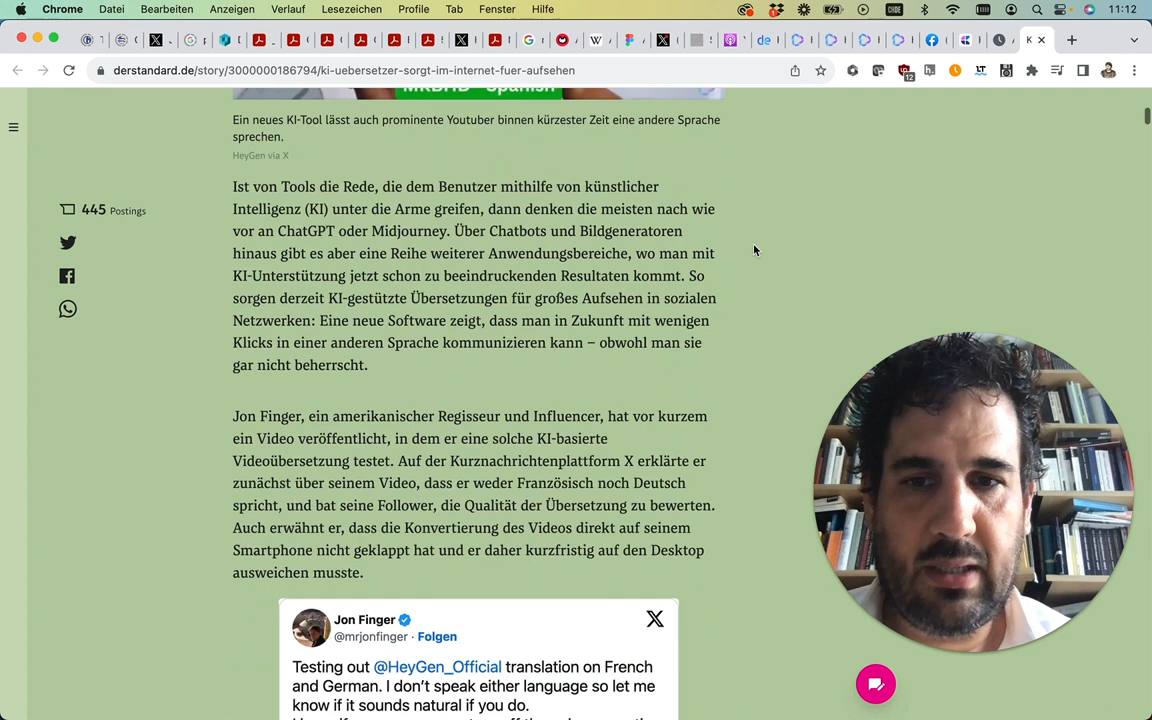 Chrome Datei Bearbeiten Anzeigen Verlauf Lesezeichen Profile Tab Fenster Hilfe 11:12
derstandard.de/story/3000000186794/ki-uebersetzer-sorgt-im-internet-fuer-aufsehen
MKBHD - Spanish
Ein neues KI-Tool lässt auch prominente Youtuber binnen kürzester Zeit eine andere Sprache
sprechen.
HeyGen via X
445 Postings
Ist von Tools die Rede, die dem Benutzer mithilfe von künstlicher
Intelligenz (KI) unter die Arme greifen, dann denken die meisten nach wie
vor an ChatGPT oder Midjourney. Über Chatbots und Bildgeneratoren
hinaus gibt es aber eine Reihe weiterer Anwendungsbereiche, wo man mit
KI-Unterstützung jetzt schon zu beeindruckenden Resultaten kommt. So
sorgen derzeit KI-gestützte Übersetzungen für großes Aufsehen in sozialen
Netzwerken: Eine neue Software zeigt, dass man in Zukunft mit wenigen
Klicks in einer anderen Sprache kommunizieren kann – obwohl man sie
gar nicht beherrscht.
Jon Finger, ein amerikanischer Regisseur und Influencer, hat vor kurzem
ein Video veröffentlicht, in dem er eine solche KI-basierte
Videoübersetzung testet. Auf der Kurznachrichtenplattform X erklärte er
zunächst über seinem Video, dass er weder Französisch noch Deutsch
spricht, und bat seine Follower, die Qualität der Übersetzung zu bewerten.
Auch erwähnt er, dass die Konvertierung des Videos direkt auf seinem
Smartphone nicht geklappt hat und er daher kurzfristig auf den Desktop
ausweichen musste.
Jon Finger
@mrjonfinger · Folgen
Testing out @HeyGen_Official translation on French
and German. I don't speak either language so let me
know if it sounds natural if you do.